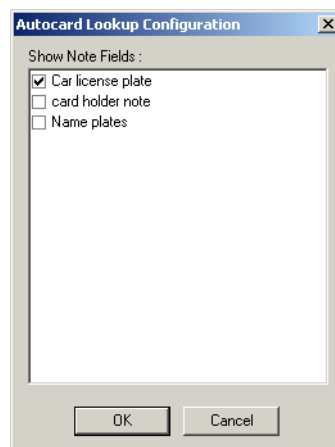 Autocard Lookup Configuration
Show Note Fields :
Car license plate
card holder note
Name plates
OK
Cancel